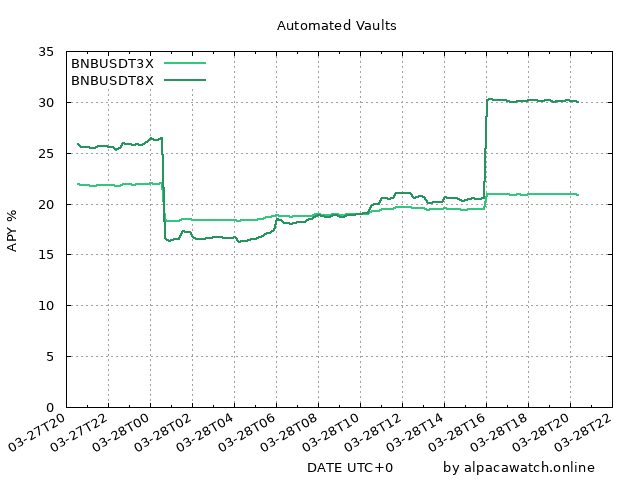 Automated Vaults
BNBUSDT3X
BNBUSDT8X
APY %
35
30
25
20
15
10
5
0
03-27T20
03-27T22
03-28T00
03-28T02
03-28T04
03-28T06
03-28T08
03-28T10
03-28T12
03-28T14
03-28T16
03-28T18
03-28T20
03-28T22
DATE UTC+0
by alpacawatch.online